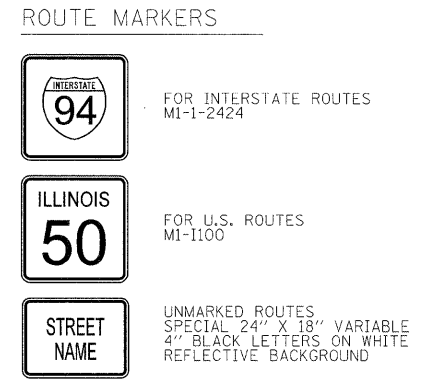 ROUTE MARKERS
INTERSTATE
94
FOR INTERSTATE ROUTES
M1-1-2424
ILLINOIS
50
FOR U.S. ROUTES
M1-I100
STREET
NAME
UNMARKED ROUTES
SPECIAL 24" X 18" VARIABLE
4" BLACK LETTERS ON WHITE
REFLECTIVE BACKGROUND